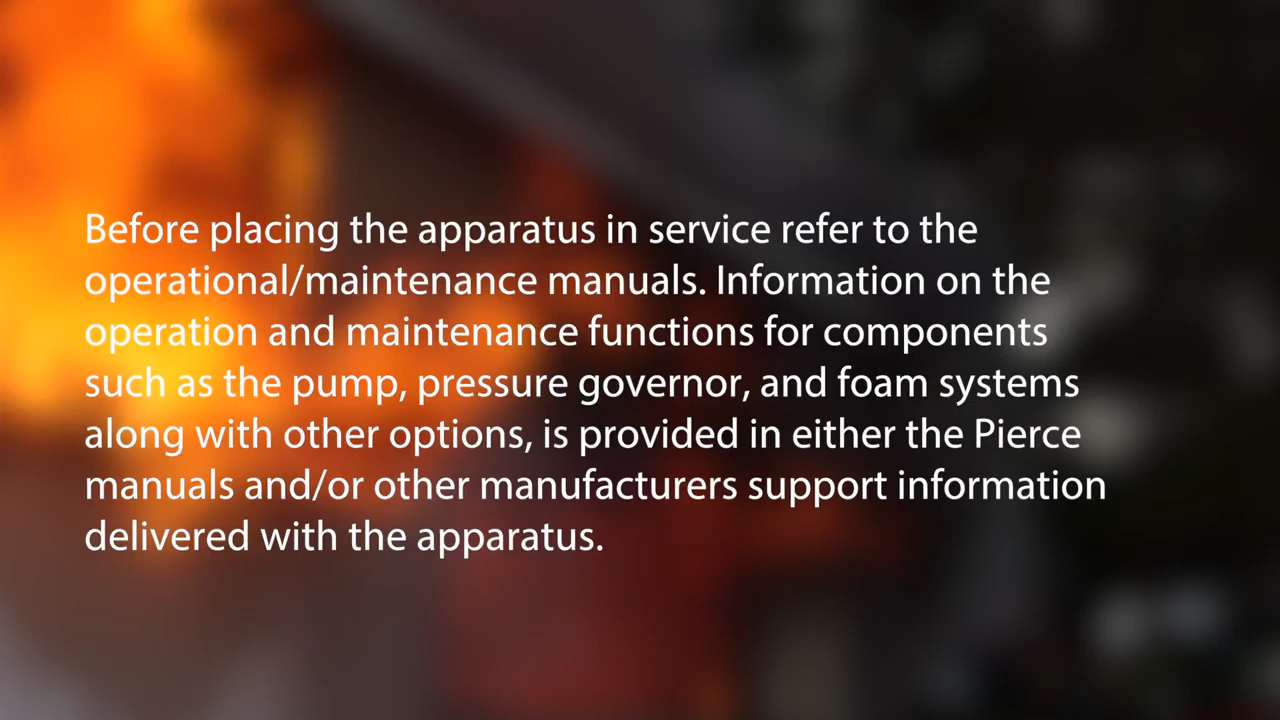 Before placing the apparatus in service refer to the
operational/maintenance manuals. Information on the
operation and maintenance functions for components
such as the pump, pressure governor, and foam systems
along with other options, is provided in either the Pierce
manuals and/or other manufacturers support information
delivered with the apparatus.